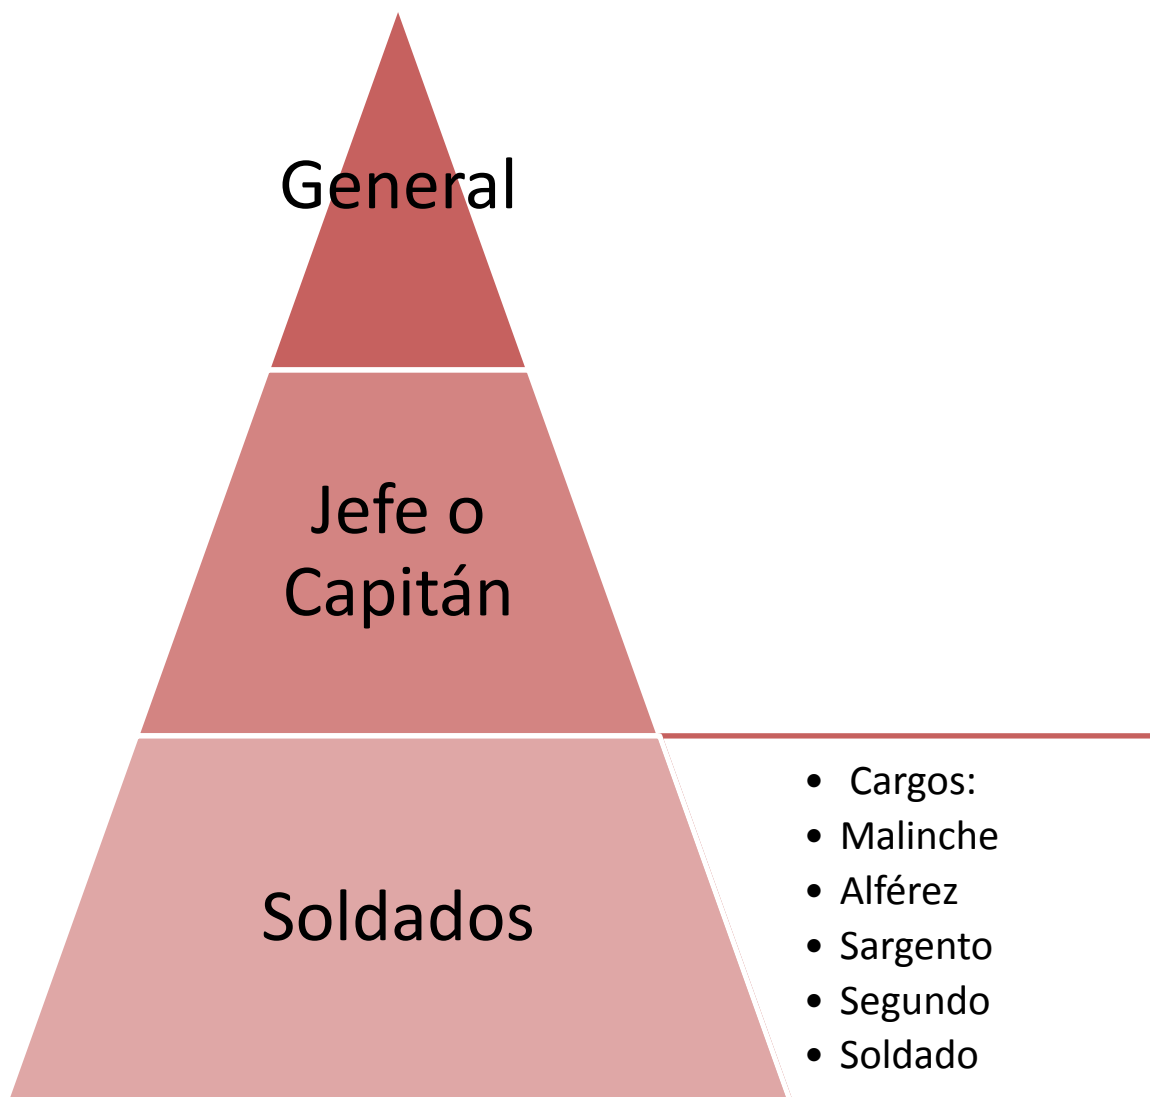 General
Jefe o
Capitán
Soldados
• Cargos:
• Malinche
• Alférez
• Sargento
• Segundo
• Soldado